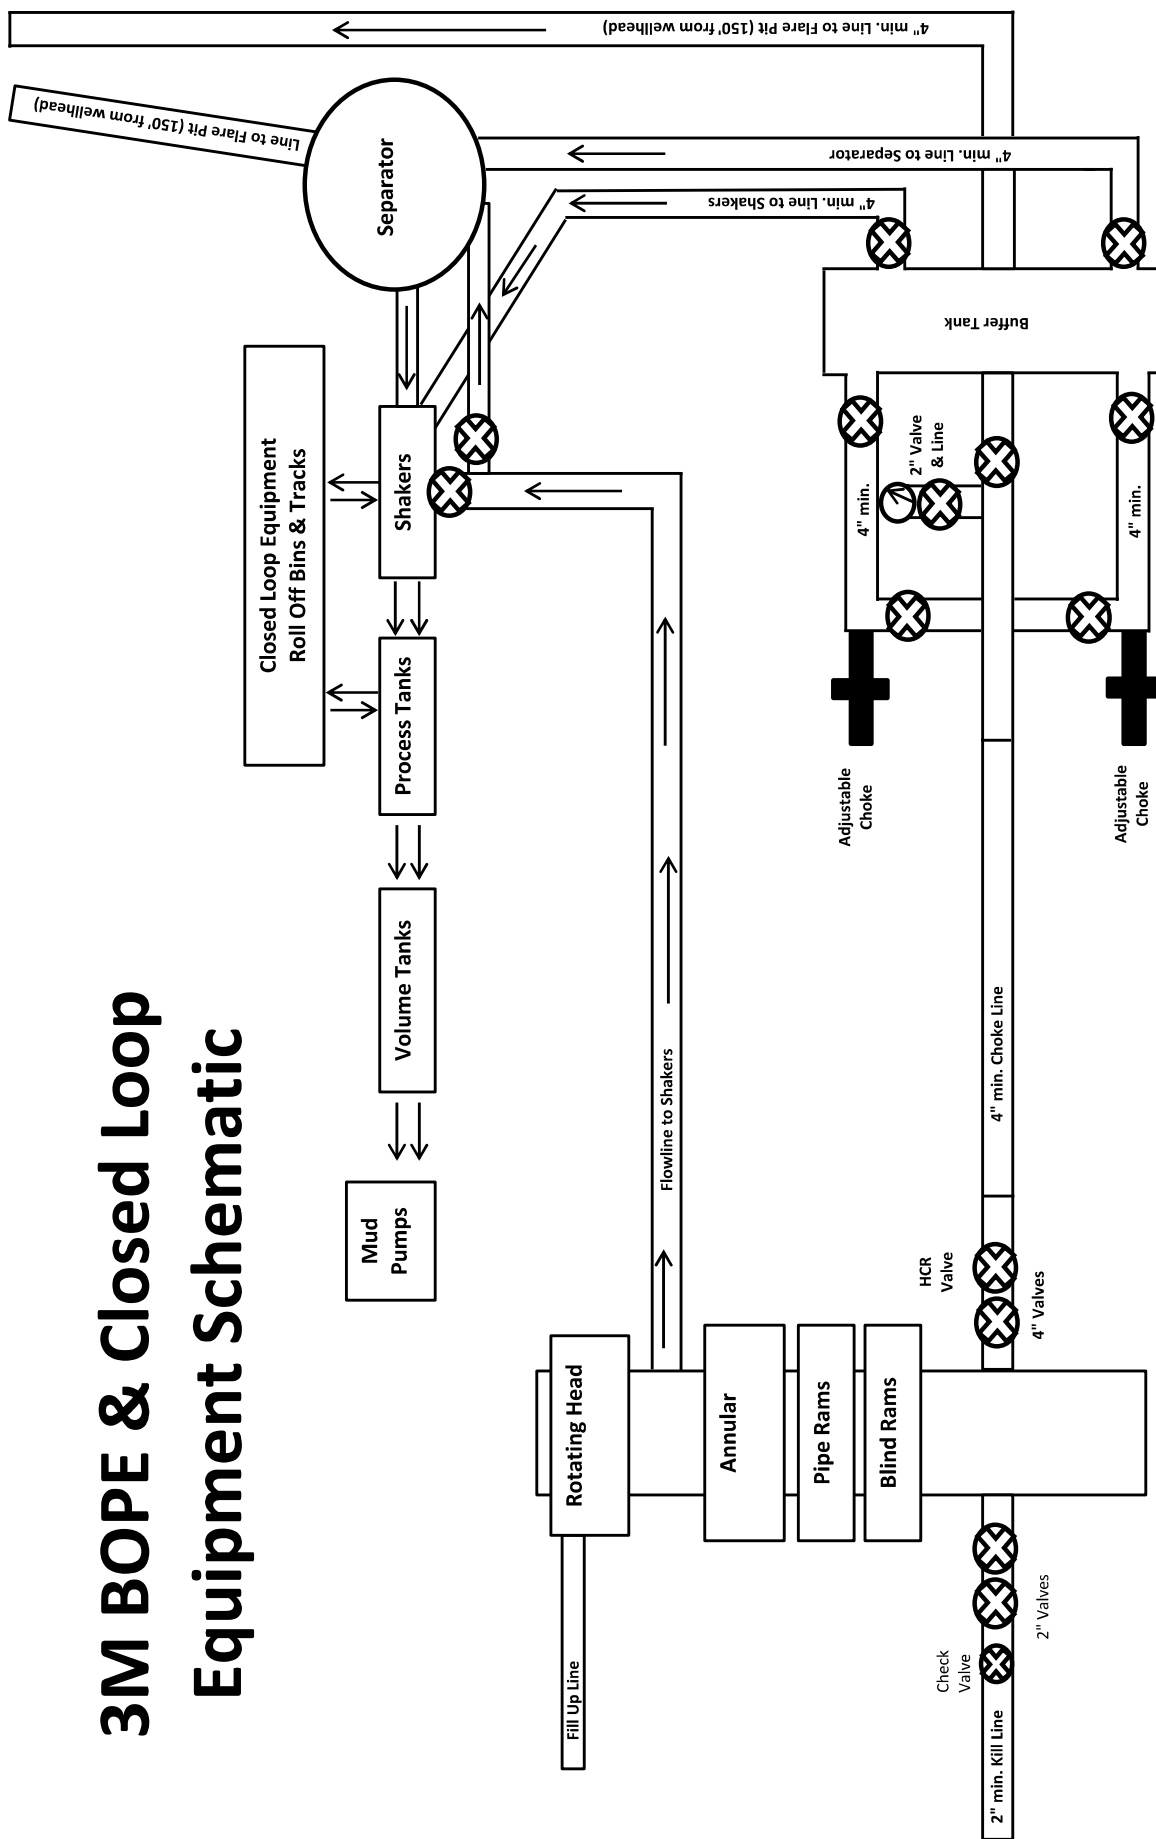 3M BOPE & Closed Loop
Equipment Schematic
4" min. Line to Flare Pit (150' from wellhead)
Line to Flare Pit (150' from wellhead)
Separator
4" min. Line to Separator
4" min. Line to Shakers
Closed Loop Equipment
Roll Off Bins & Tracks
Mud
Pumps
Volume Tanks
Process Tanks
Shakers
Fill Up Line
Rotating Head
Flowline to Shakers
Annular
Pipe Rams
Blind Rams
Adjustable
Choke
4" min.
2" Valve
& Line
Buffer Tank
Check
Valve
2" min. Kill Line
2" Valves
HCR
Valve
4" Valves
4" min. Choke Line
Adjustable
Choke
4" min.